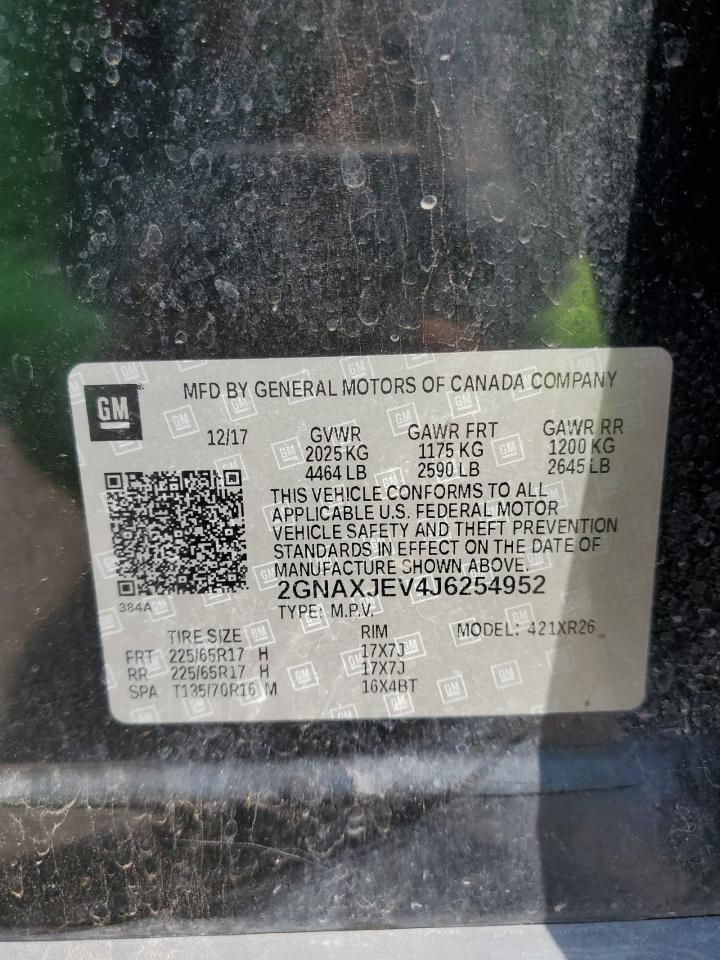 GM
MFD BY GENERAL MOTORS OF CANADA COMPANY
12/17 GVWR GAWR FRT GAWR RR
2025 KG 1175 KG 1200 KG
4464 LB 2590 LB 2645 LB
THIS VEHICLE CONFORMS TO ALL
APPLICABLE U.S. FEDERAL MOTOR
VEHICLE SAFETY AND THEFT PREVENTION
STANDARDS IN EFFECT ON THE DATE OF
MANUFACTURE SHOWN ABOVE.
2GNAXJEV4J6254952
384A
TYPE: M.P.V.
TIRE SIZE RIM MODEL: 421XR26
FRT 225/65R17 H 17X7J
RR 225/65R17 H 17X7J
SPA T135/70R16 M 16X4BT